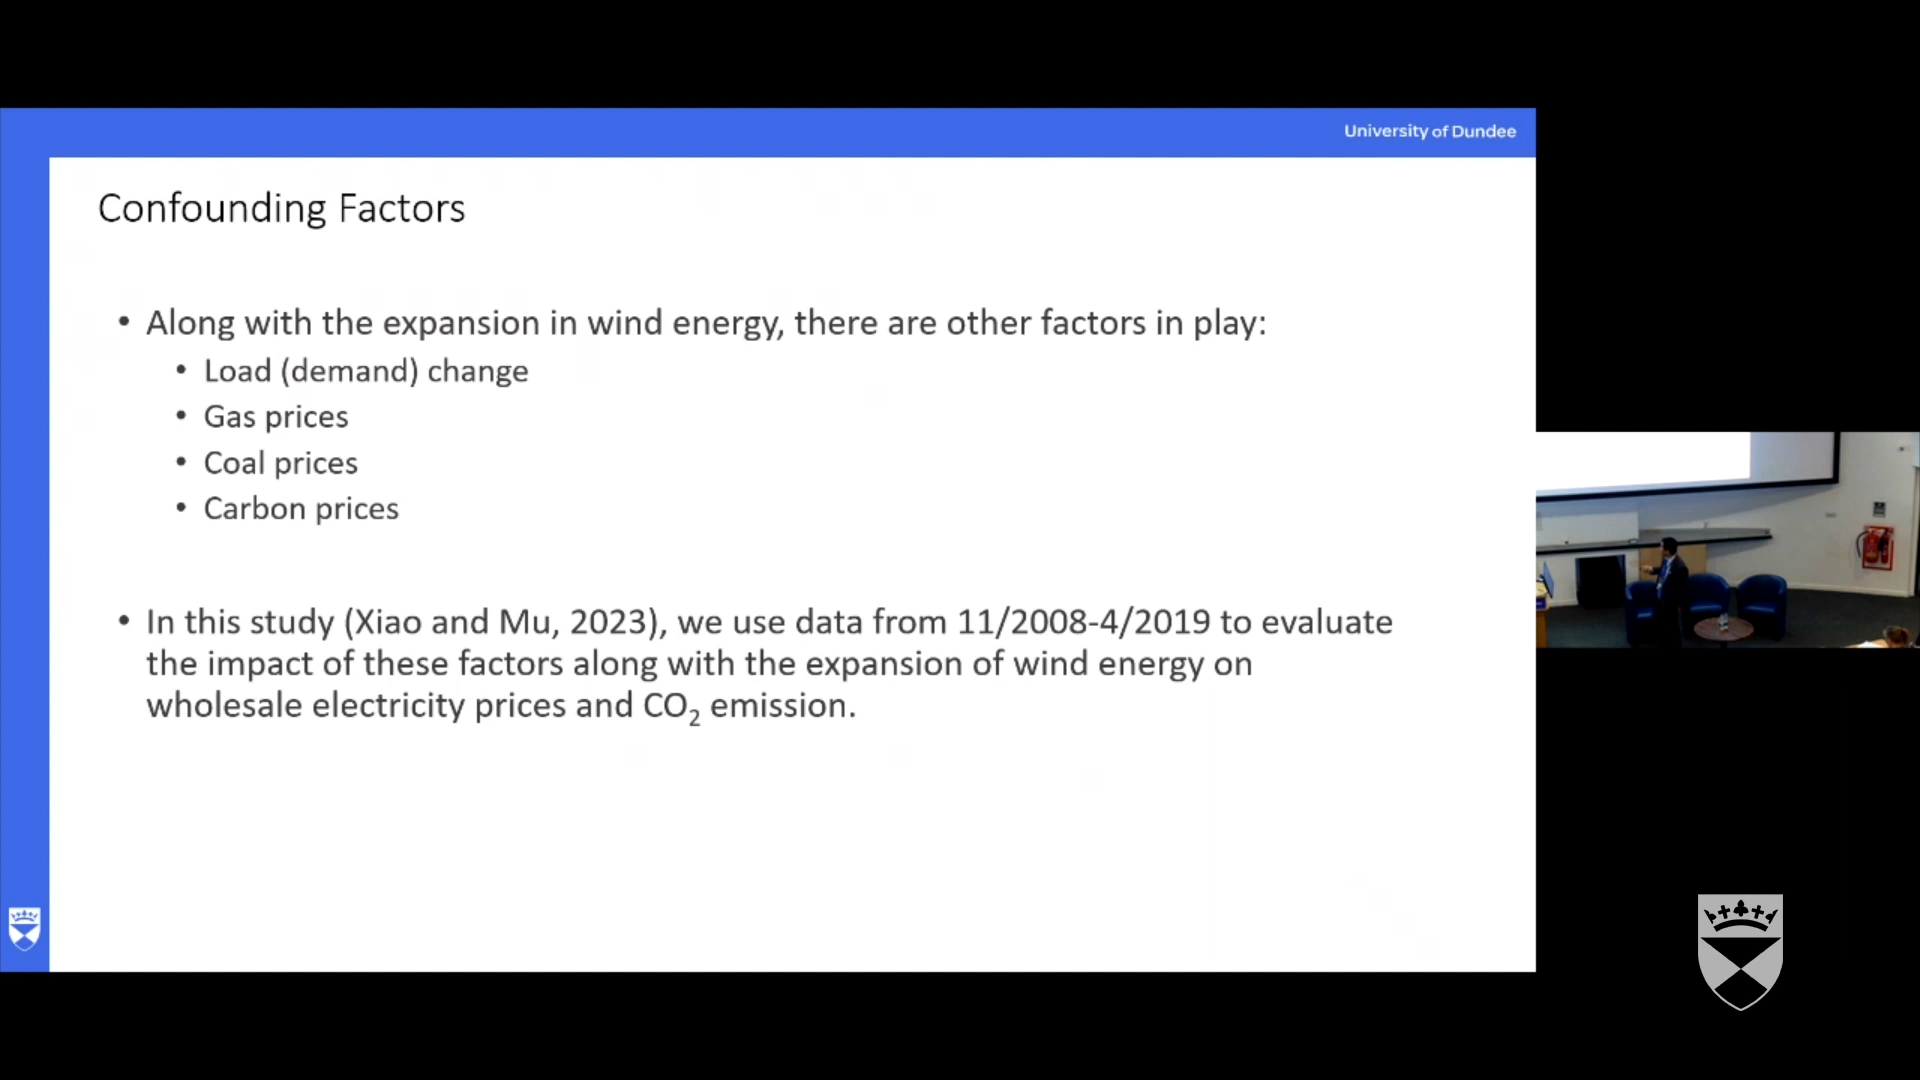 University of Dundee
Confounding Factors
• Along with the expansion in wind energy, there are other factors in play:
• Load (demand) change
• Gas prices
• Coal prices
• Carbon prices
• In this study (Xiao and Mu, 2023), we use data from 11/2008-4/2019 to evaluate
the impact of these factors along with the expansion of wind energy on
wholesale electricity prices and CO₂ emission.